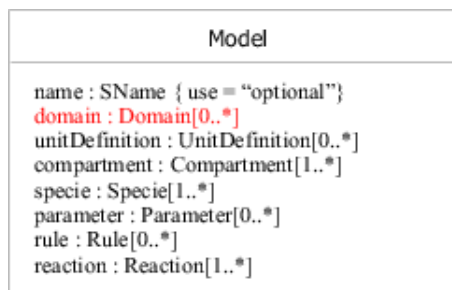 Model
name : SName { use = “optional”}
domain : Domain[0..*]
unitDefinition : UnitDefinition[0..*]
compartment : Compartment[1..*]
specie : Specie[1..*]
parameter : Parameter[0..*]
rule : Rule[0..*]
reaction : Reaction[1..*]